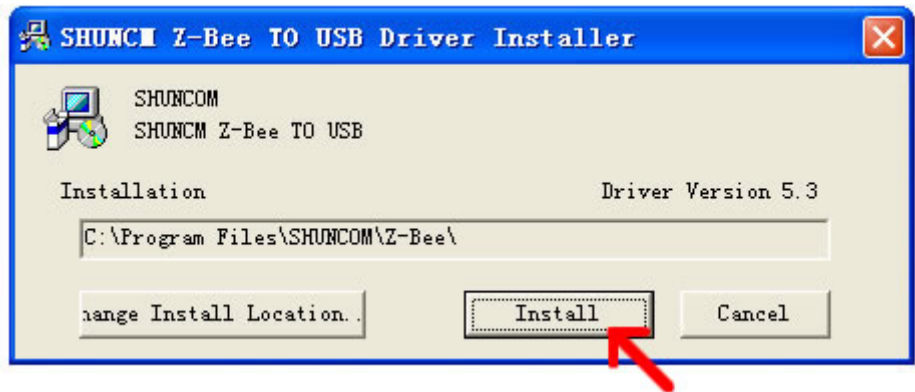 SHUNCM Z-Bee TO USB Driver Installer
SHUNCOM
SHUNCM Z-Bee TO USB
Installation Driver Version 5.3
C:\Program Files\SHUNCOM\Z-Bee\
hange Install Location.. Install Cancel